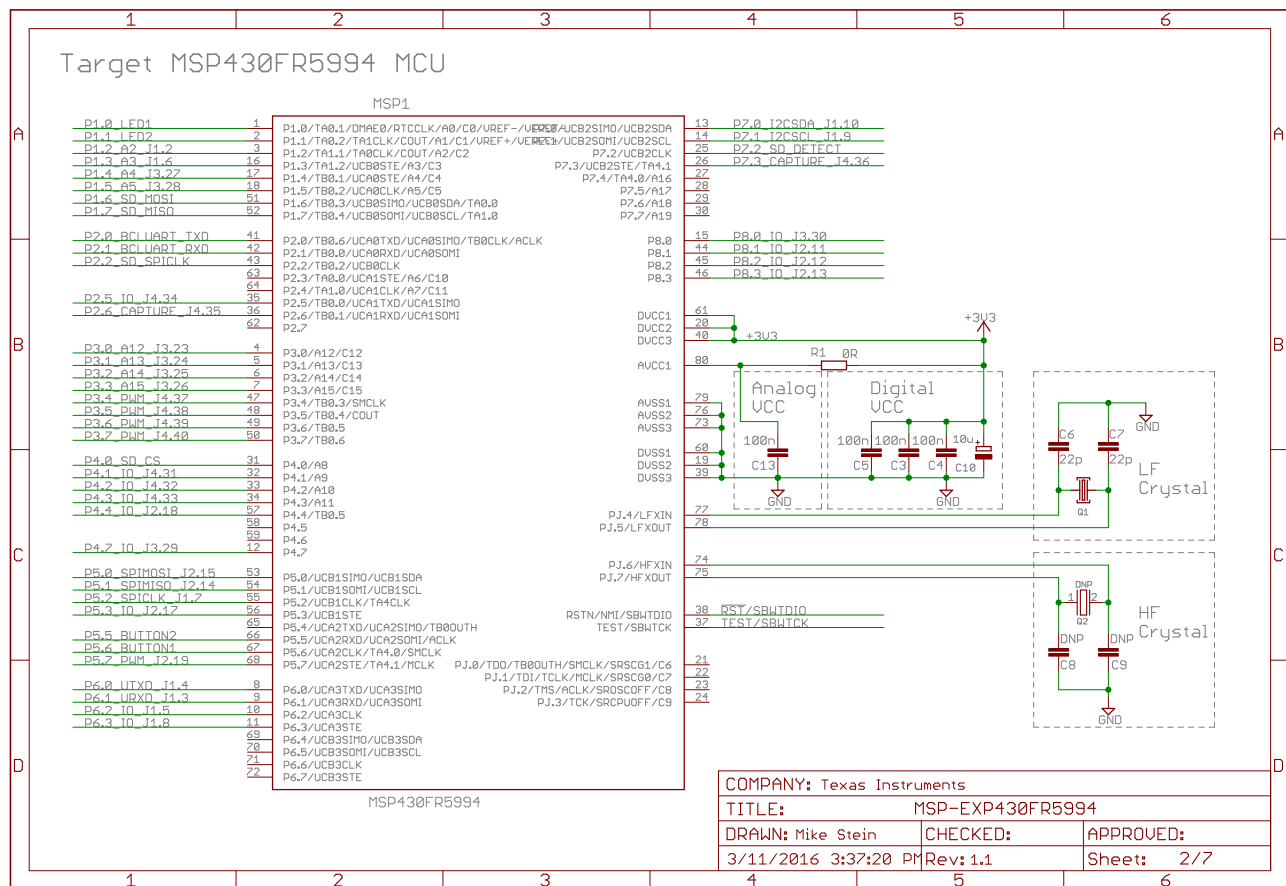 1 2 3 4 5 6
Target MSP430FR5994 MCU
MSP1
A A
P1.0_LED1 1 P1.0/TA0.1/DMAE0/RTCCLK/A0/C0/VREF-/
P1.1_LED2 2 P1.1/TA0.2/TA1CLK/COUT/A1/C1/VREF+/
P1.2_A2_J1.2 3 P1.2/TA1.1/TA0CLK/COUT/A2/C2
P1.3_A3_J1.6 16 P1.3/TA1.2/UCB0STE/A3/C3
P1.4_A4_J3.27 17 P1.4/TB0.1/UCA0STE/A4/C4
P1.5_A5_J3.28 18 P1.5/TB0.2/UCA0CLK/A5/C5
P1.6_SD_MOSI 51 P1.6/TB0.3/UCB0SIMO/UCB0SDA/TA0.0
P1.7_SD_MISO 52 P1.7/TB0.4/UCB0SOMI/UCB0SCL/TA1.0
P2.0_BCLUART_TXD 41 P2.0/TB0.6/UCA0TXD/UCA0SIMO/TB0CLK/ACLK
P2.1_BCLUART_RXD 42 P2.1/TB0.0/UCA0RXD/UCA0SOMI
P2.2_SD_SPICLK 43 P2.2/TB0.2/UCB0CLK
63 P2.3/TA0.0/UCA1STE/A6/C10
64 P2.4/TA1.0/UCA1CLK/A7/C11
P2.5_IO_J4.34 35 P2.5/TB0.0/UCA1TXD/UCA1SIMO
P2.6_CAPTURE_J4.35 36 P2.6/TB0.1/UCA1RXD/UCA1SOMI
62 P2.7
B B
P3.0_A12_J3.23 4 P3.0/A12/C12
P3.1_A13_J3.24 5 P3.1/A13/C13
P3.2_A14_J3.25 6 P3.2/A14/C14
P3.3_A15_J3.26 7 P3.3/A15/C15
P3.4_PWM_J4.37 47 P3.4/TB0.3/SMCLK
P3.5_PWM_J4.38 48 P3.5/TB0.4/COUT
P3.6_PWM_J4.39 49 P3.6/TB0.5
P3.7_PWM_J4.40 50 P3.7/TB0.6
P4.0_SD_CS 31 P4.0/A8
P4.1_IO_J4.31 32 P4.1/A9
P4.2_IO_J4.32 33 P4.2/A10
P4.3_IO_J4.33 34 P4.3/A11
P4.4_IO_J2.18 57 P4.4/TB0.5
58 P4.5
59 P4.6
P4.7_IO_J3.29 12 P4.7
C C
P5.0_SPIMOSI_J2.15 53 P5.0/UCB1SIMO/UCB1SDA
P5.1_SPIMISO_J2.14 54 P5.1/UCB1SOMI/UCB1SCL
P5.2_SPICLK_J1.7 55 P5.2/UCB1CLK/TA4CLK
P5.3_IO_J2.17 56 P5.3/UCB1STE
65 P5.4/UCA2TXD/UCA2SIMO/TB0OUTH
P5.5_BUTTON2 66 P5.5/UCA2RXD/UCA2SOMI/ACLK
P5.6_BUTTON1 67 P5.6/UCA2CLK/TA4.0/SMCLK
P5.7_PWM_J2.19 68 P5.7/UCA2STE/TA4.1/MCLK
P6.0_UTXD_J1.4 8 P6.0/UCA3TXD/UCA3SIMO
P6.1_URXD_J1.3 9 P6.1/UCA3RXD/UCA3SOMI
P6.2_IO_J1.5 10 P6.2/UCA3CLK
P6.3_IO_J1.8 11 P6.3/UCA3STE
69 P6.4/UCB3SIMO/UCB3SDA
70 P6.5/UCB3SOMI/UCB3SCL
71 P6.6/UCB3CLK
72 P6.7/UCB3STE
D D
MSP430FR5994
/UCB2SIMO/UCB2SDA 13 P7.0_I2CSDA_J1.10
/UCB2SOMI/UCB2SCL 14 P7.1_I2CSCL_J1.9
P7.2/UCB2CLK 25 P7.2_SD_DETECT
P7.3/UCB2STE/TA4.1 26 P7.3_CAPTURE_J4.36
P7.4/TA4.0/A16 27
P7.5/A17 28
P7.6/A18 29
P7.7/A19 30
P8.0 15 P8.0_IO_J3.30
P8.1 44 P8.1_IO_J2.11
P8.2 45 P8.2_IO_J2.12
P8.3 46 P8.3_IO_J2.13
DVCC1 61
DVCC2 20
DVCC3 40 +3V3
+3V3
AVCC1 80 R1 0R
AVSS1 79
AVSS2 76
AVSS3 73
DVSS1 60
DVSS2 19
DVSS3 39
Analog
VCC
100n
C13
GND
Digital
VCC
100n 100n 100n 10u +
C5 C3 C4 C10
GND
PJ.4/LFXIN 77
PJ.5/LFXOUT 78
GND
C6 C7
22p 22p
Q1
LF
Crystal
PJ.6/HFXIN 74
PJ.7/HFXOUT 75
DNP
1 2
Q2
HF
Crystal
DNP DNP
C8 C9
GND
RSTN/NMI/SBWTDIO 38 RST/SBWTDIO
TEST/SBWTCK 37 TEST/SBWTCK
PJ.0/TDO/TB0OUTH/SMCLK/SRSCG1/C6 21
PJ.1/TDI/TCLK/MCLK/SRSCG0/C7 22
PJ.2/TMS/ACLK/SROSCOFF/C8 23
PJ.3/TCK/SRCPUOFF/C9 24
COMPANY: Texas Instruments
TITLE: MSP-EXP430FR5994
DRAWN: Mike Stein CHECKED: APPROVED:
3/11/2016 3:37:20 PM Rev: 1.1 Sheet: 2/7
1 2 3 4 5 6